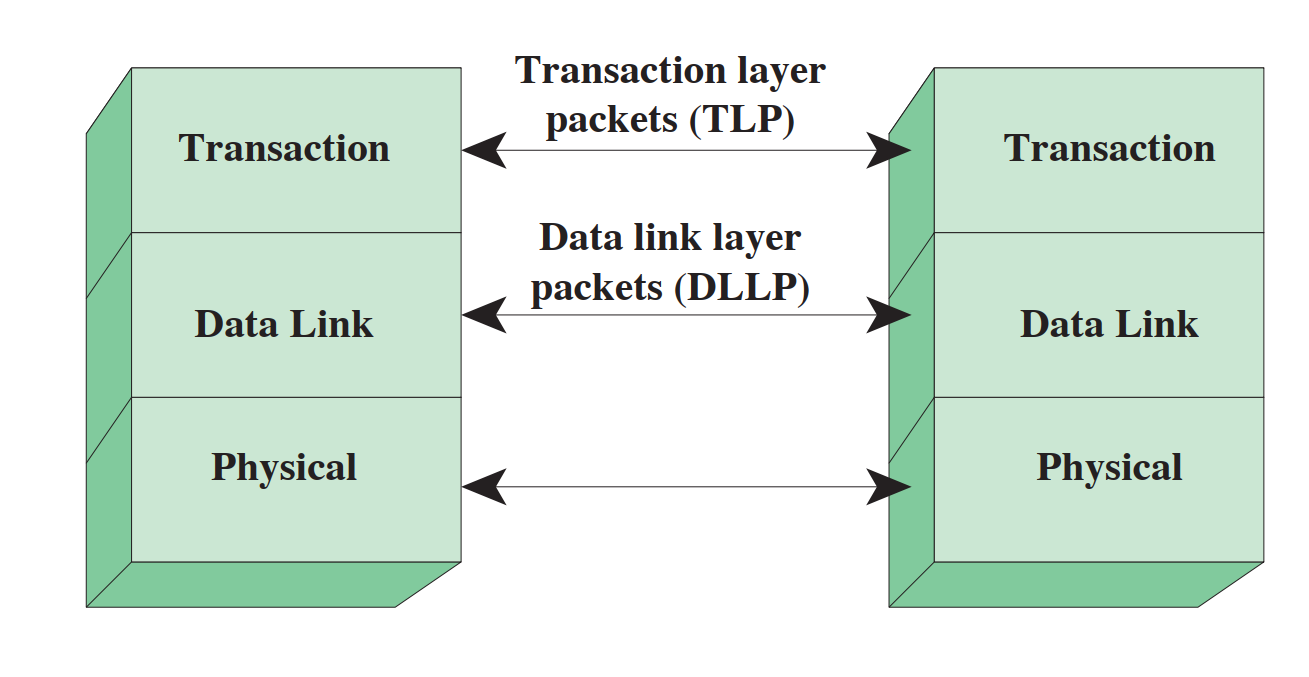 Transaction layer
packets (TLP)
Transaction
Transaction
Data link layer
packets (DLLP)
Data Link
Data Link
Physical
Physical